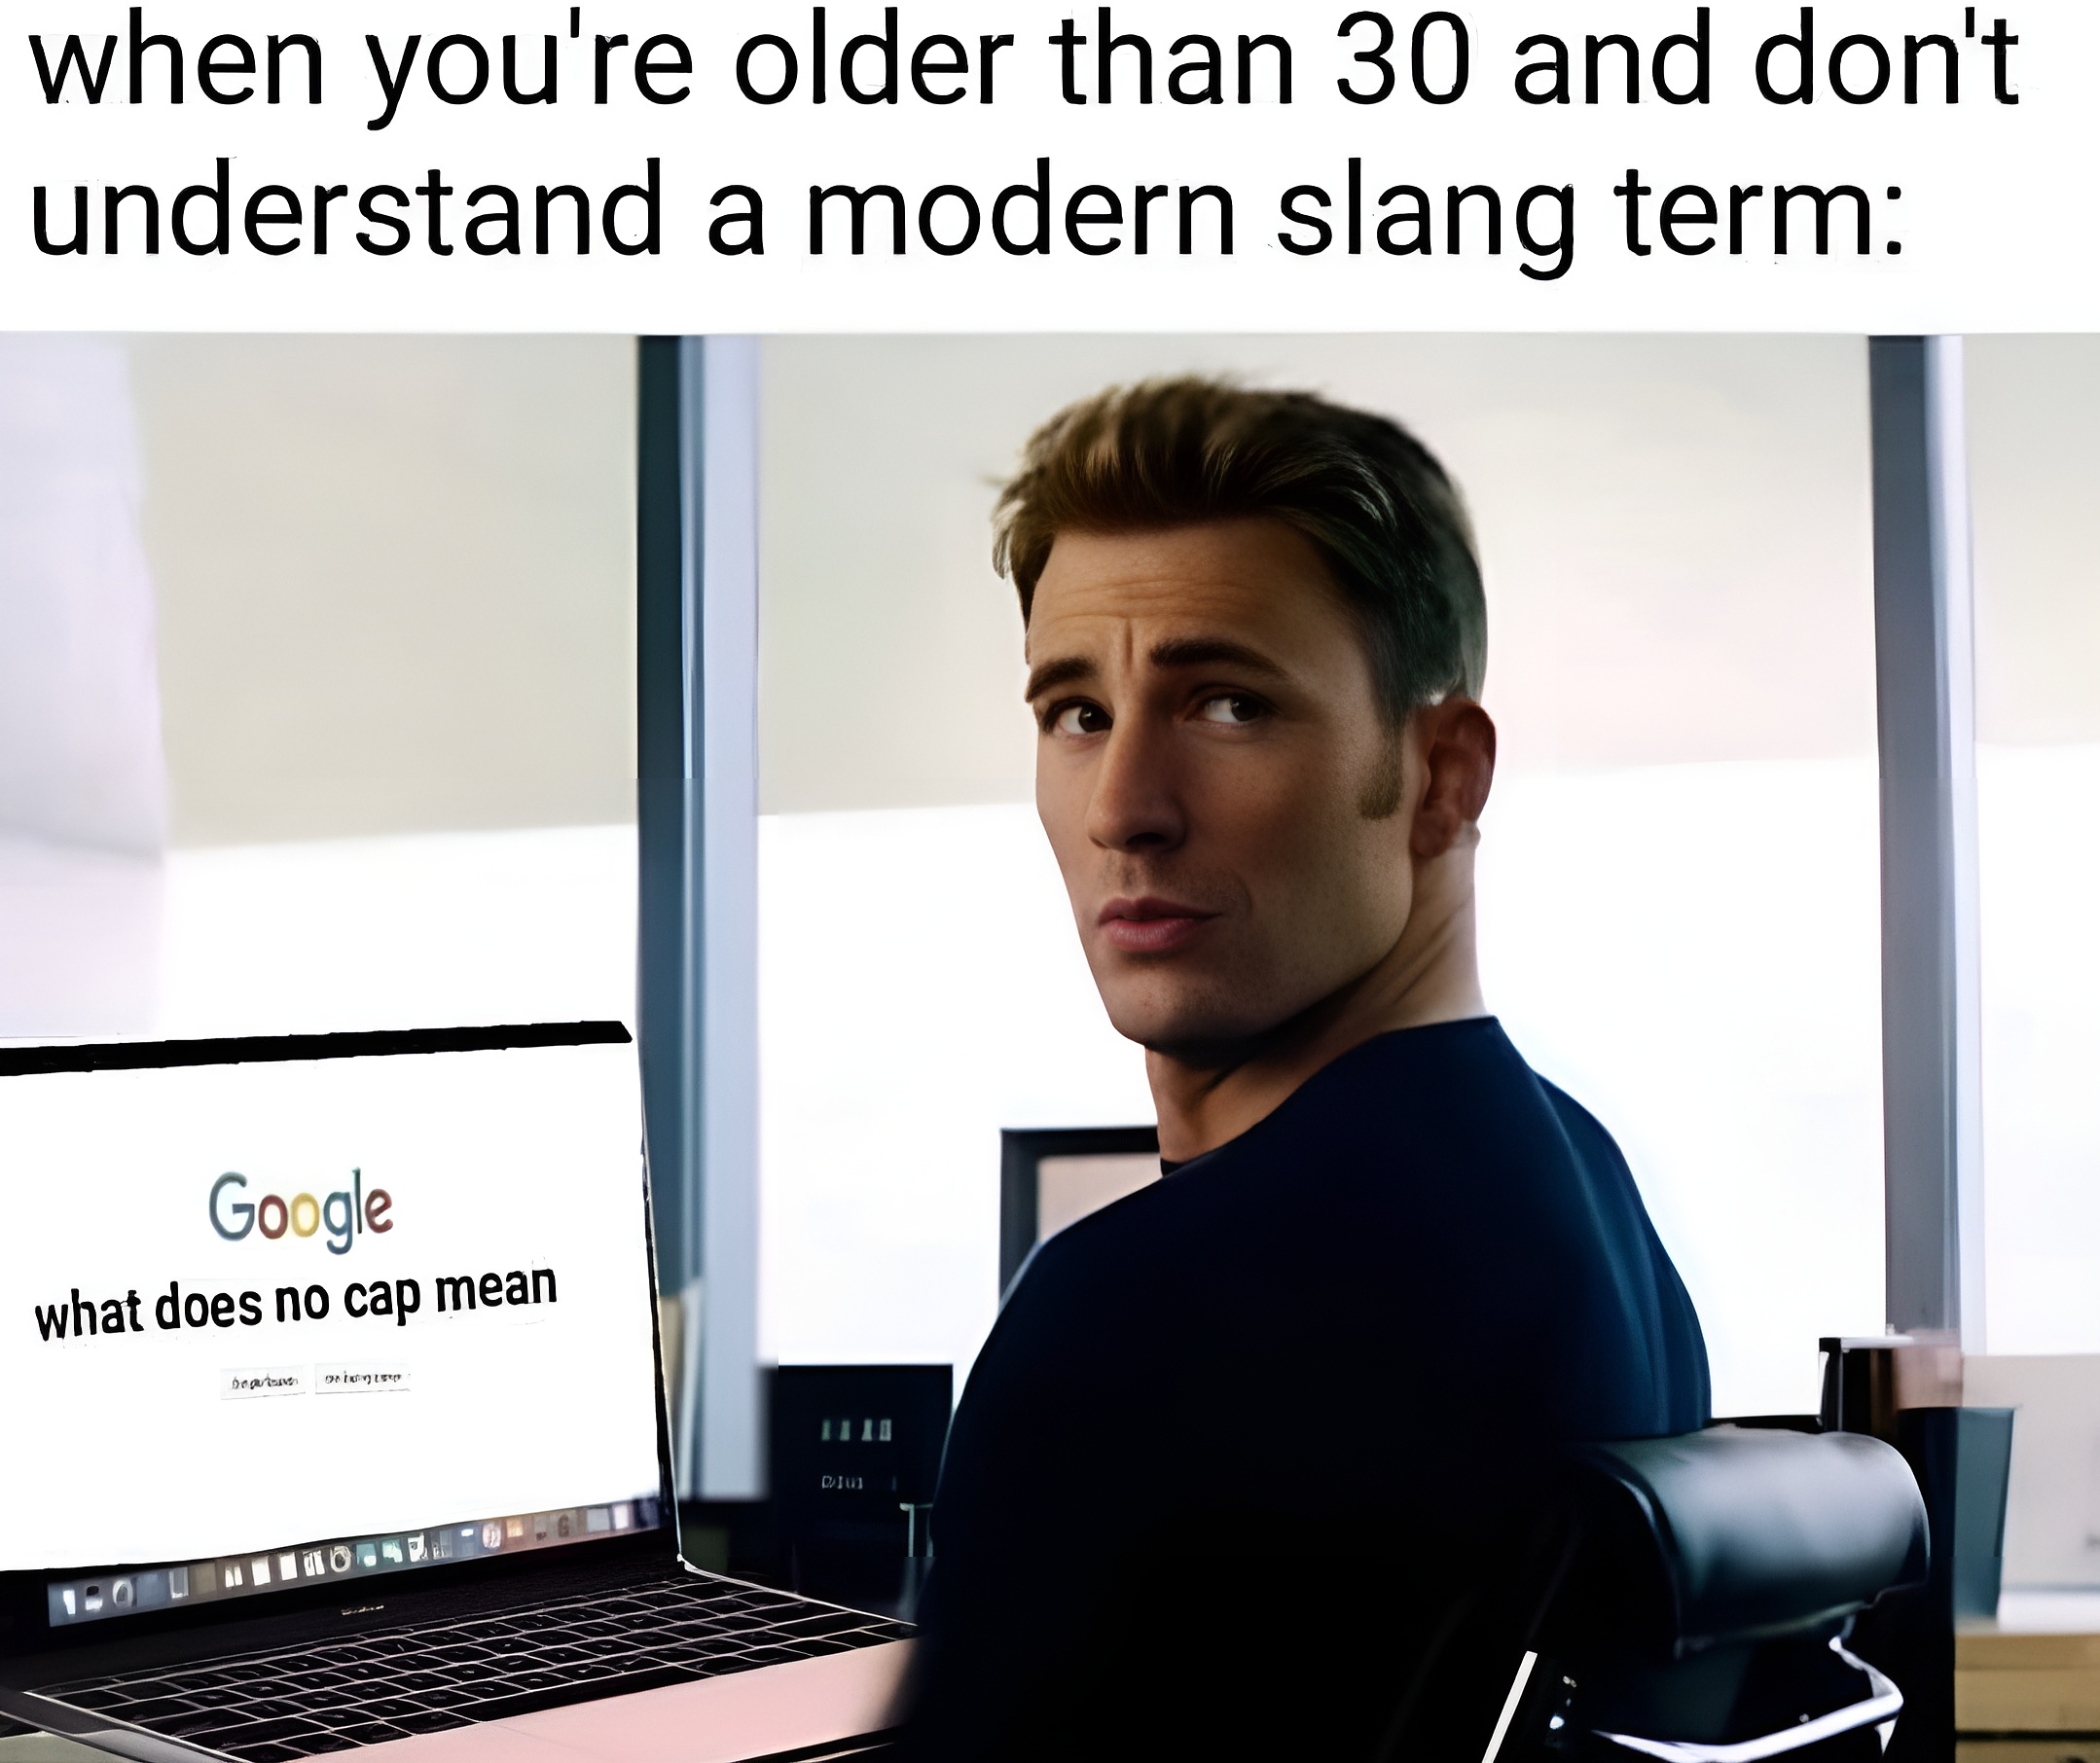 when you're older than 30 and don't
understand a modern slang term:
Google
what does no cap mean